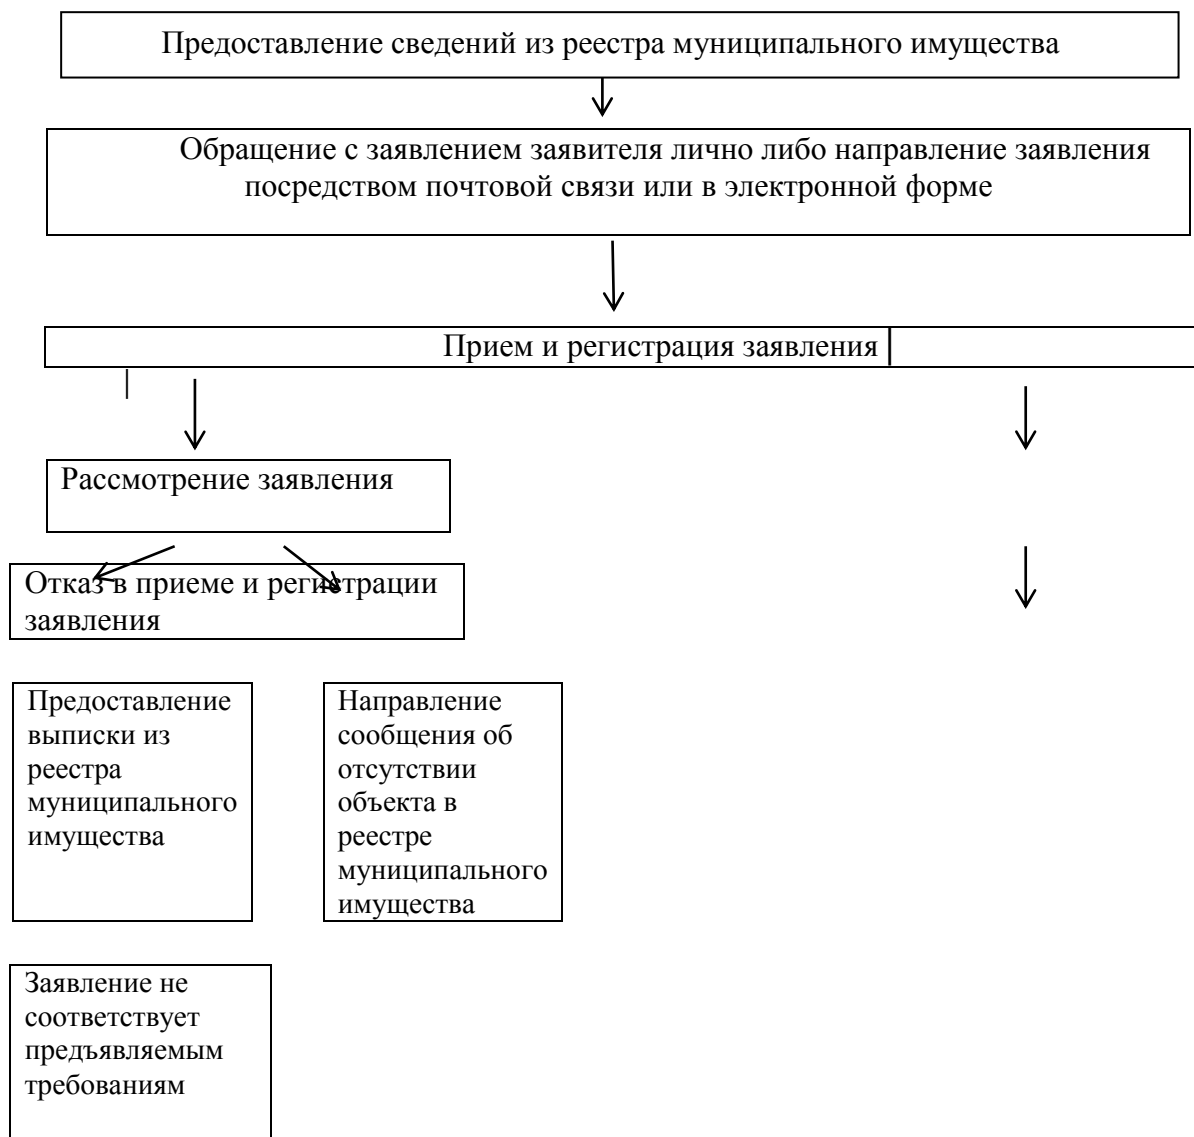 Предоставление сведений из реестра муниципального имущества
Обращение с заявлением заявителя лично либо направление заявления
посредством почтовой связи или в электронной форме
Прием и регистрация заявления
Рассмотрение заявления
Отказ в приеме и регистрации
заявления
Предоставление
выписки из
реестра
муниципального
имущества
Направление
сообщения об
отсутствии
объекта в
реестре
муниципального
имущества
Заявление не
соответствует
предъявляемым
требованиям